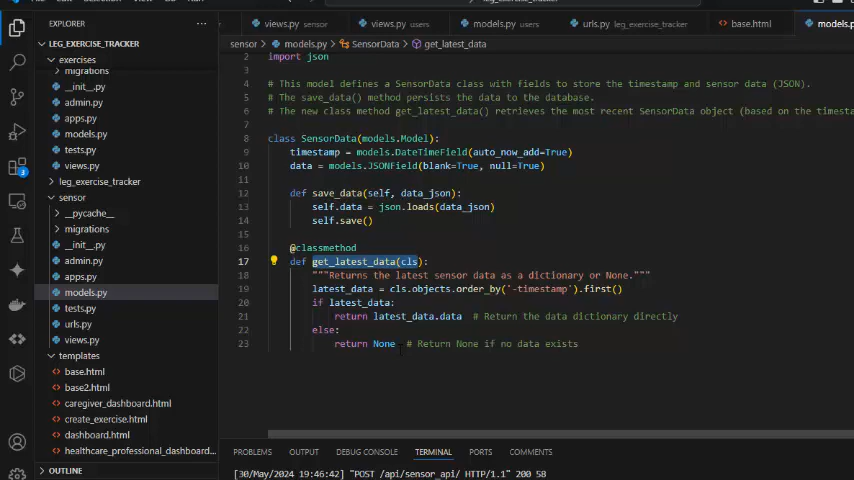 EXPLORER
LEG_EXERCISE_TRACKER
exercises
migrations
__init__.py
admin.py
apps.py
models.py
tests.py
views.py
leg_exercise_tracker
sensor
__pycache__
migrations
__init__.py
admin.py
apps.py
models.py
tests.py
urls.py
views.py
templates
base.html
base2.html
caregiver_dashboard.html
create_exercise.html
dashboard.html
healthcare_professional_dashboard...
OUTLINE
3
views.py sensor
views.py users
models.py users
urls.py leg_exercise_tracker
base.html
models.py
sensor > models.py > SensorData > get_latest_data
2 import json
4 # This model defines a SensorData class with fields to store the timestamp and sensor data (JSON).
5 # The save_data() method persists the data to the database.
6 # The new class method get_latest_data() retrieves the most recent SensorData object (based on the timesta
8 class SensorData(models.Model):
9 timestamp = models.DateTimeField(auto_now_add=True)
10 data = models.JSONField(blank=True, null=True)
11
12 def save_data(self, data_json):
13 self.data = json.loads(data_json)
14 self.save()
16 @classmethod
17 def get_latest_data(cls):
18 """Returns the latest sensor data as a dictionary or None."""
19 latest_data = cls.objects.order_by('-timestamp').first()
20 if latest_data:
21 return latest_data.data # Return the data dictionary directly
22 else:
23 return None # Return None if no data exists
PROBLEMS OUTPUT DEBUG CONSOLE TERMINAL PORTS COMMENTS
[30/May/2024 19:46:42] "POST /api/sensor_api/ HTTP/1.1" 200 58